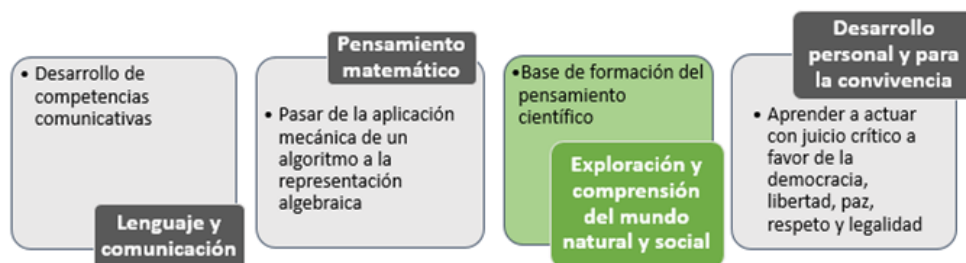 • Desarrollo de
competencias
comunicativas
Lenguaje y
comunicación
Pensamiento
matemático
• Pasar de la aplicación
mecánica de un
algoritmo a la
representación
algebraica
•Base de formación del
pensamiento
científico
Exploración y
comprensión
del mundo
natural y social
Desarrollo
personal y para
la convivencia
• Aprender a actuar
con juicio crítico a
favor de la
democracia,
libertad, paz,
respeto y legalidad